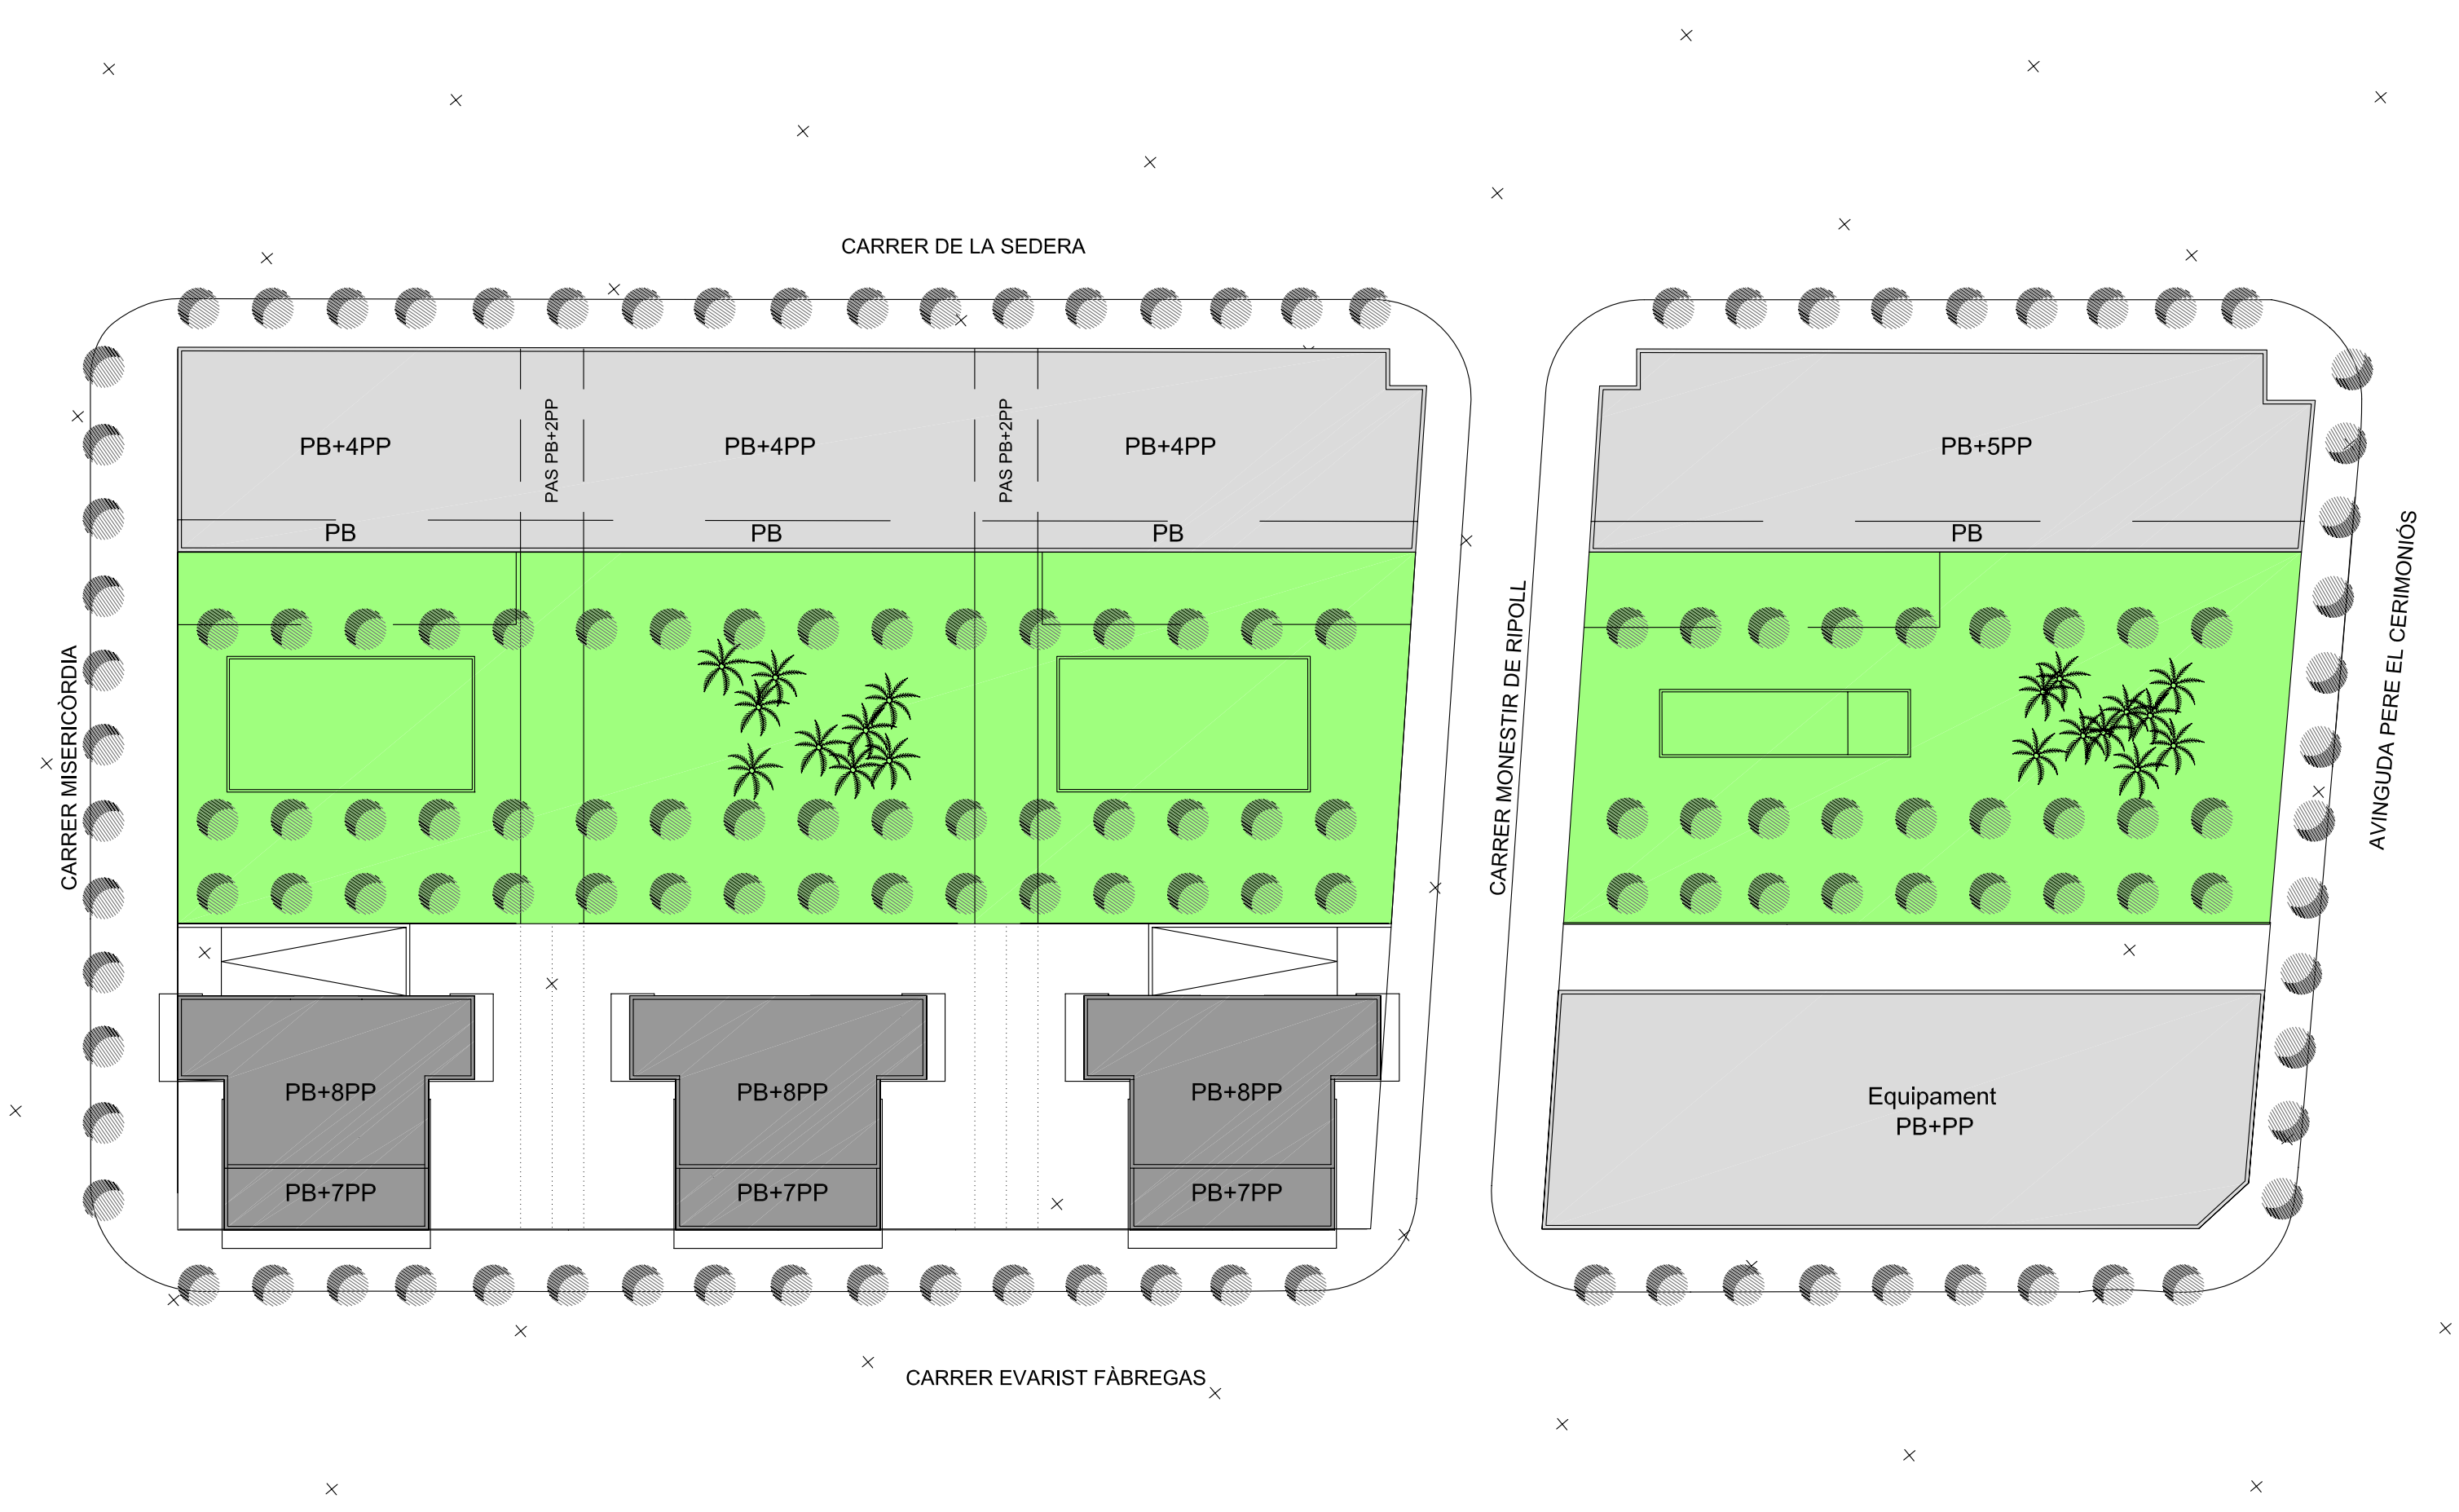 CARRER DE LA SEDERA
PB+4PP
PAS PB+2PP
PB+4PP
PAS PB+2PP
PB+4PP
PB+5PP
PB
PB
PB
PB
CARRER MISERICÒRDIA
CARRER MONESTIR DE RIPOLL
AVINGUDA PERE EL CERIMONIÓS
PB+8PP
PB+8PP
PB+8PP
Equipament
PB+PP
PB+7PP
PB+7PP
PB+7PP
CARRER EVARIST FÀBREGAS